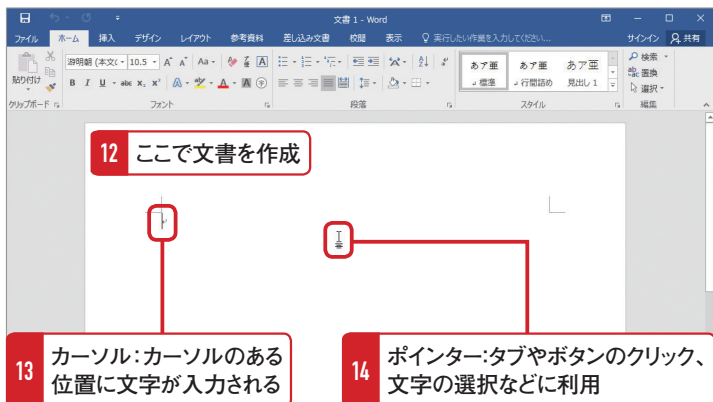 文書 1 - Word
ファイル ホーム 挿入 デザイン レイアウト 参考資料 差し込み文書 校閲 表示 実行したい作業を入力してください... サインイン 共有
游明朝 (本文( 10.5 A A Aa 亜 A
貼り付け
B I U abc x₂ x² A A A 字
あア亜 あア亜 あア亜
標準 行間詰め 見出し 1
検索
置換
選択
クリップボード フォント 段落 スタイル 編集
12 ここで文書を作成
13 カーソル:カーソルのある
位置に文字が入力される
14 ポインター:タブやボタンのクリック、
文字の選択などに利用